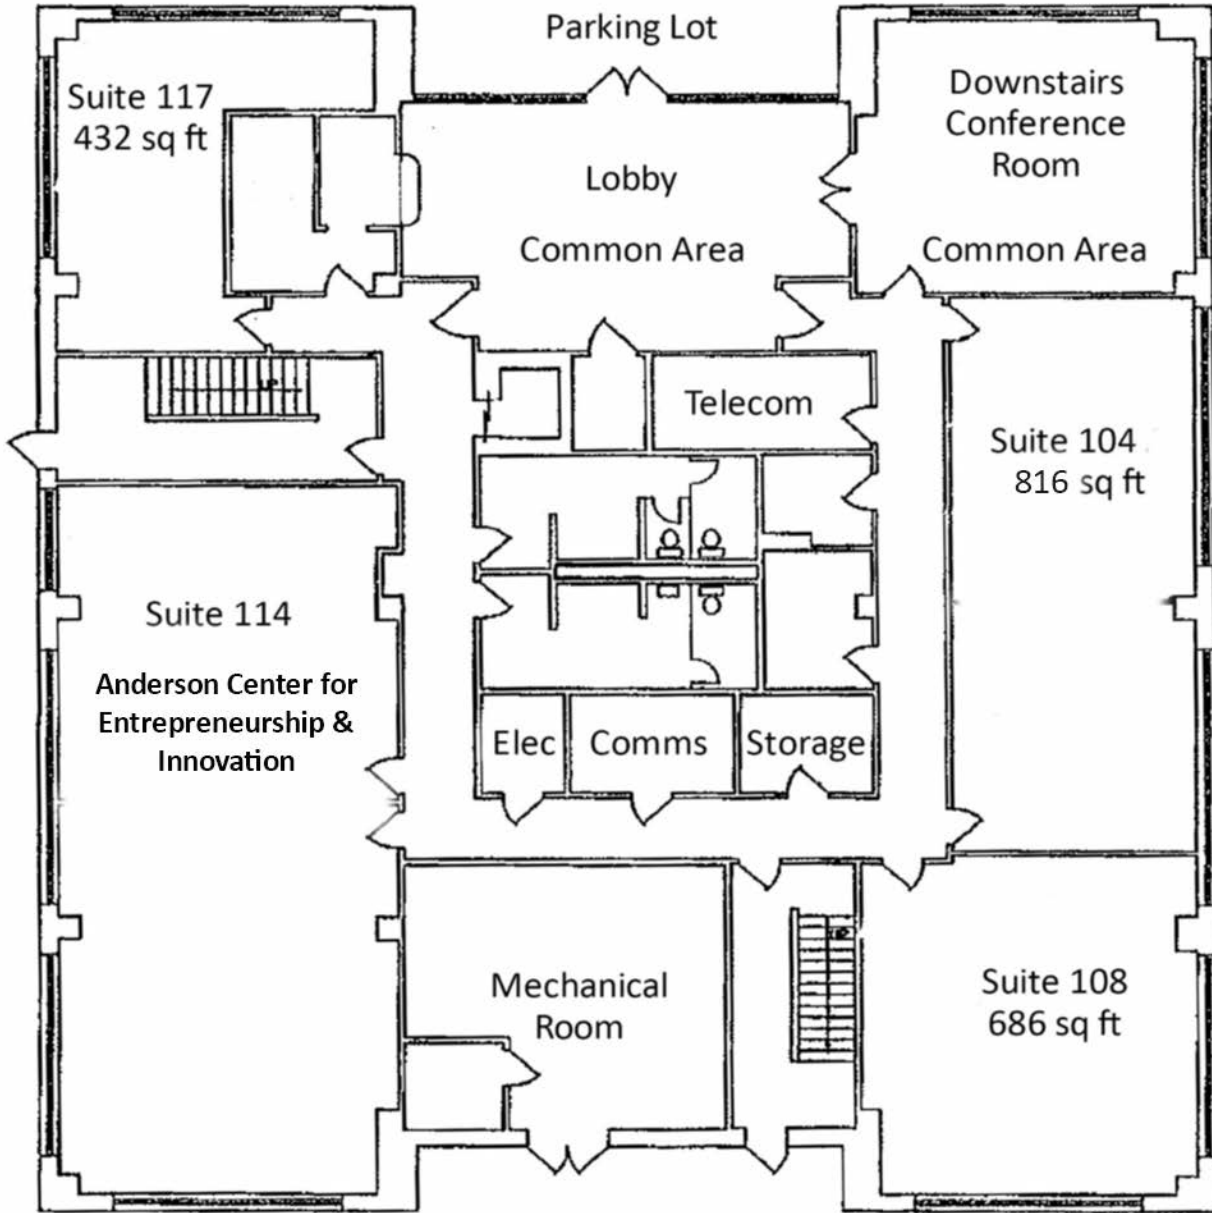 Parking Lot
Suite 117
432 sq ft
Downstairs
Conference
Room
Common Area
Lobby
Common Area
UP
Telecom
Suite 104
816 sq ft
Suite 114
Anderson Center for
Entrepreneurship &
Innovation
Elec
Comms
Storage
Mechanical
Room
Suite 108
686 sq ft